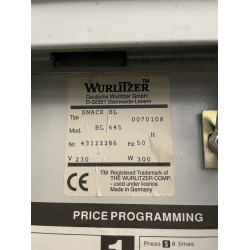 WURLITZER™
Deutsche Wurlitzer GmbH
D-32351 Stemwede-Levern
SNACK BL
Typ 0070108
Mod. BL 645 H
Nr. 43122286 Hz 50
V 230 W 300
CE TM Registered Trademark of
THE WURLITZER COMP.
- used under licence
Made in Germany
PRICE PROGRAMMING
1 Press S 8 times